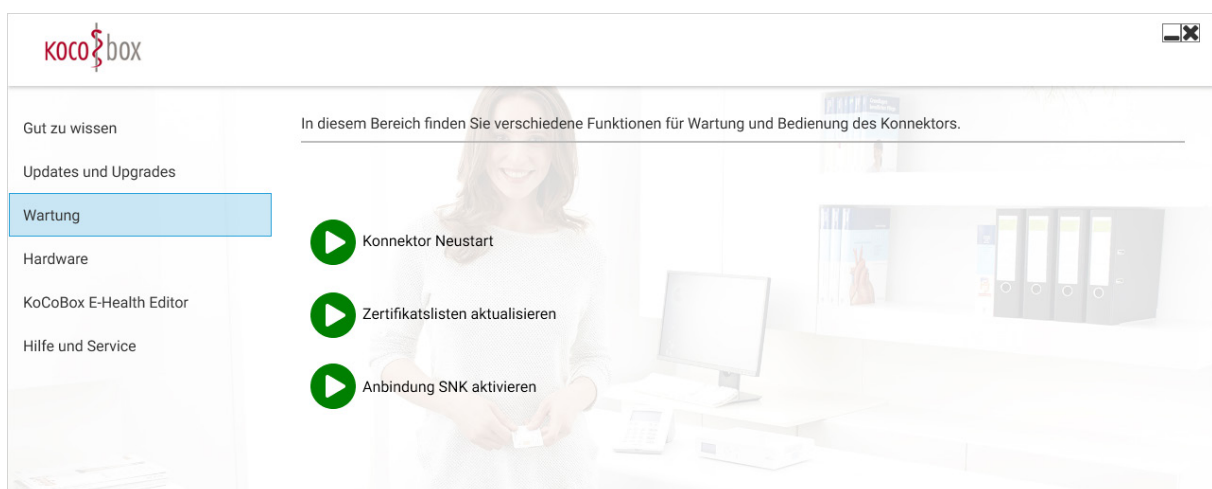 KOCO box
Gut zu wissen
Updates und Upgrades
Wartung
Hardware
KoCoBox E-Health Editor
Hilfe und Service
In diesem Bereich finden Sie verschiedene Funktionen für Wartung und Bedienung des Konnektors.
Konnektor Neustart
Zertifikatslisten aktualisieren
Anbindung SNK aktivieren